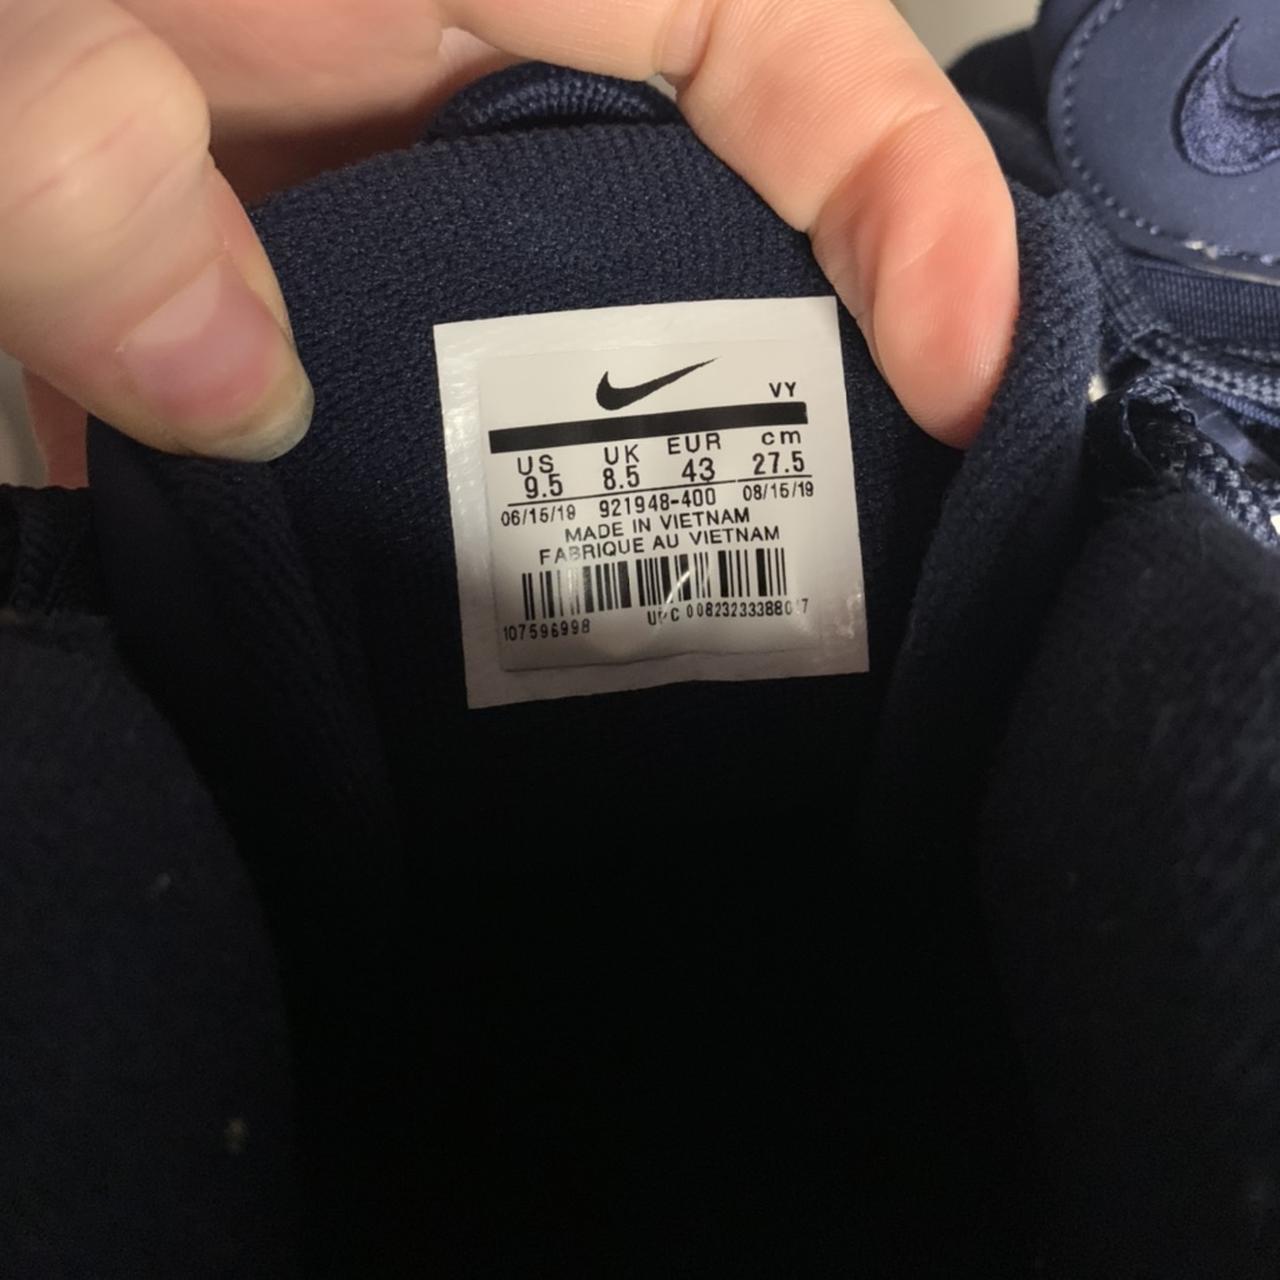 VY
US UK EUR cm
9.5 8.5 43 27.5
06/15/19 921948-400 08/15/19
MADE IN VIETNAM
FABRIQUE AU VIETNAM
107596998 UPC